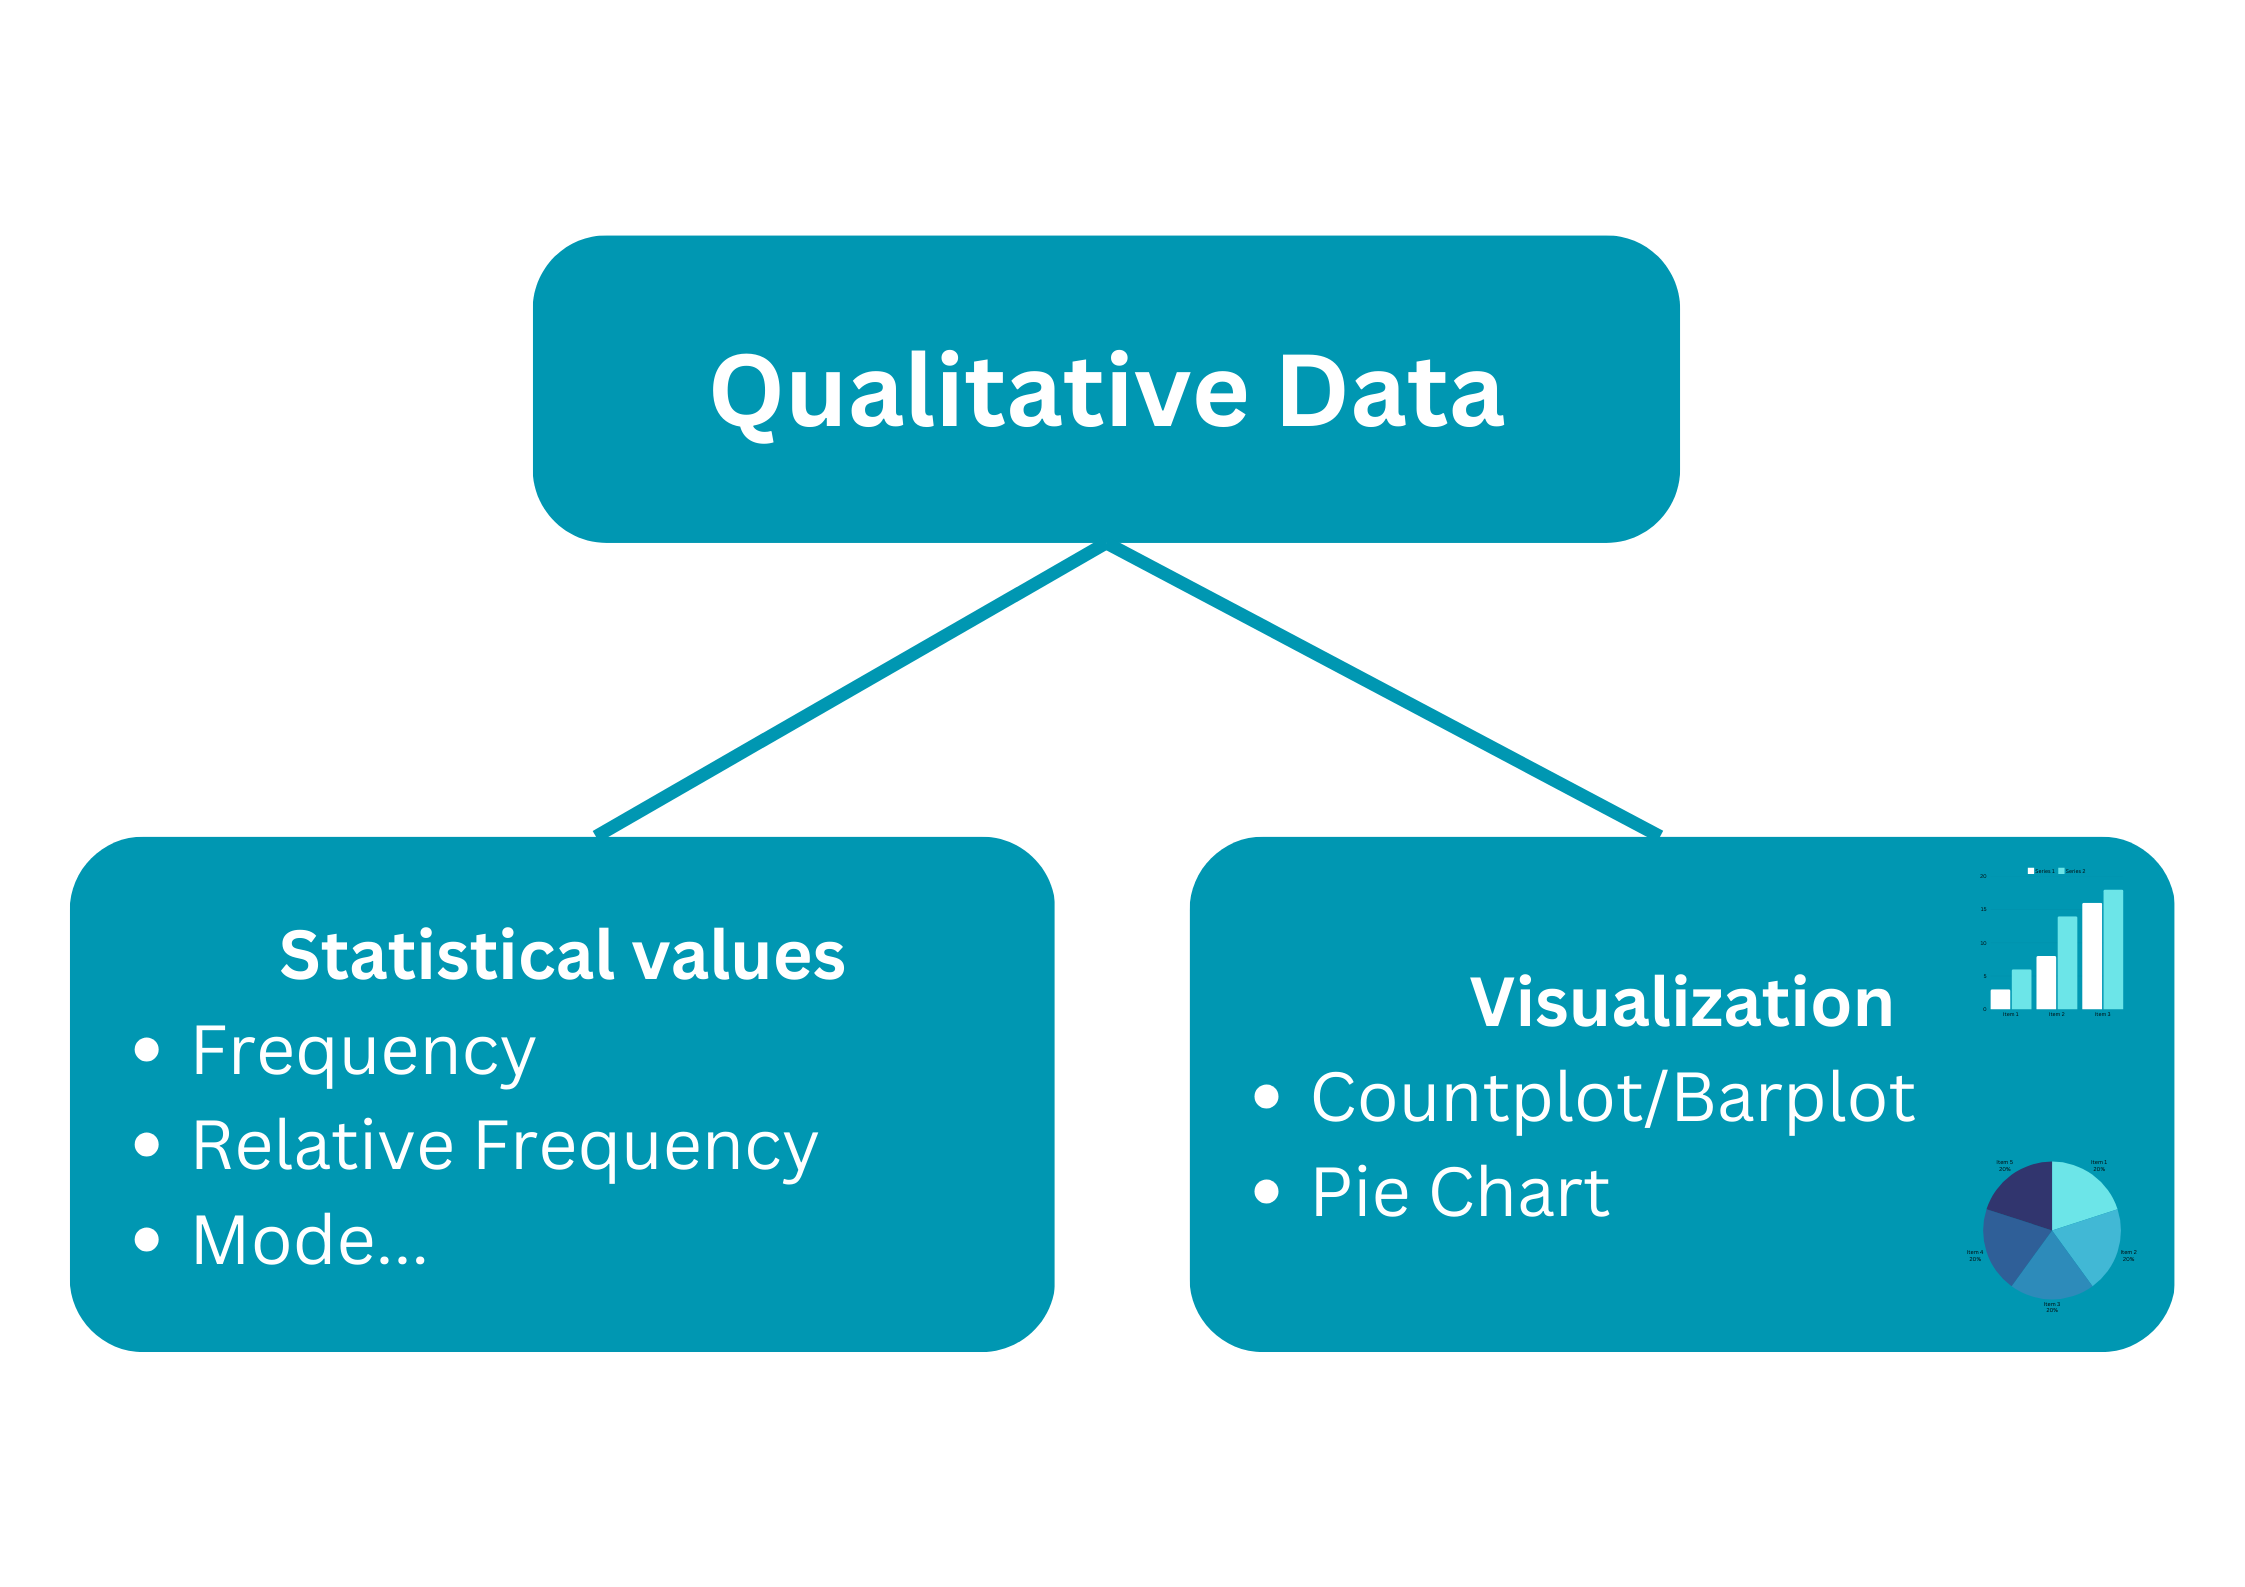 Qualitative Data
Statistical values
Frequency
Relative Frequency
Mode...
Visualization
Countplot/Barplot
Pie Chart
Series 1 Series 2
20
15
10
5
0
Item 1 Item 2 Item 3
Item 5
20%
Item 1
20%
Item 4
20%
Item 2
20%
Item 3
20%